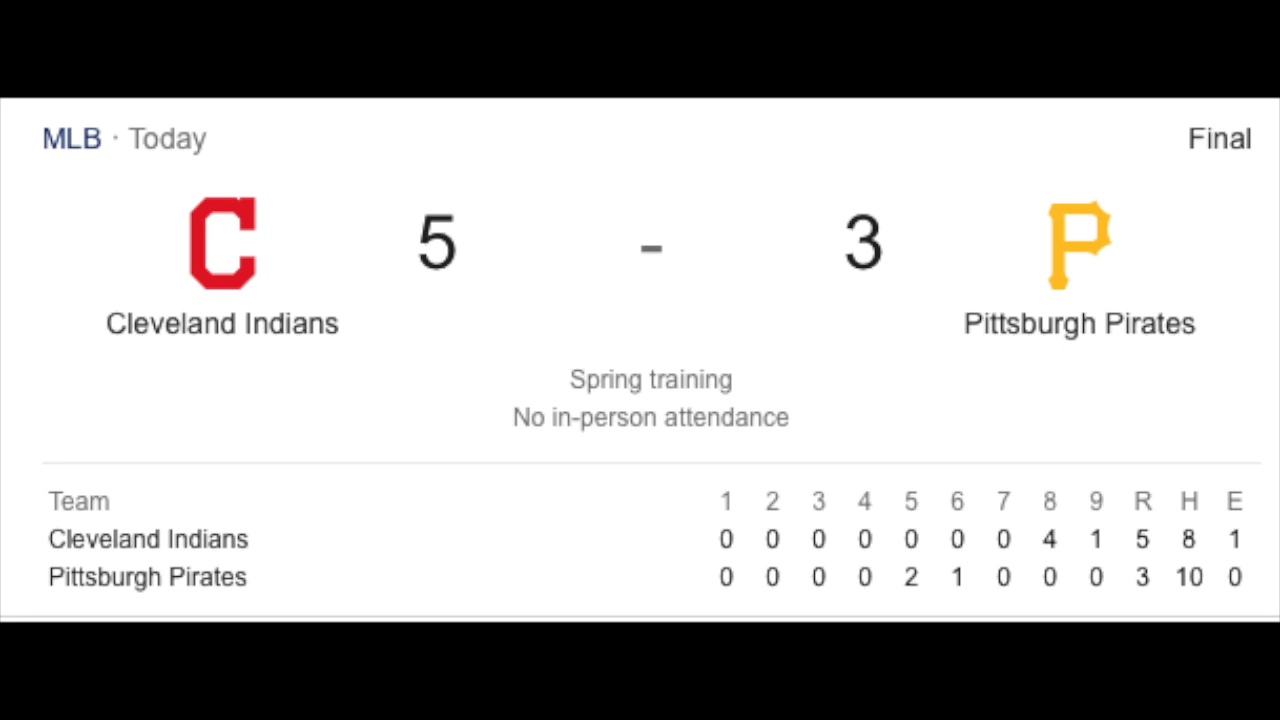 MLB · Today Final
C 5 - 3 P
Cleveland Indians Pittsburgh Pirates
Spring training
No in-person attendance
Team 1 2 3 4 5 6 7 8 9 R H E
Cleveland Indians 0 0 0 0 0 0 0 4 1 5 8 1
Pittsburgh Pirates 0 0 0 0 2 1 0 0 0 3 10 0